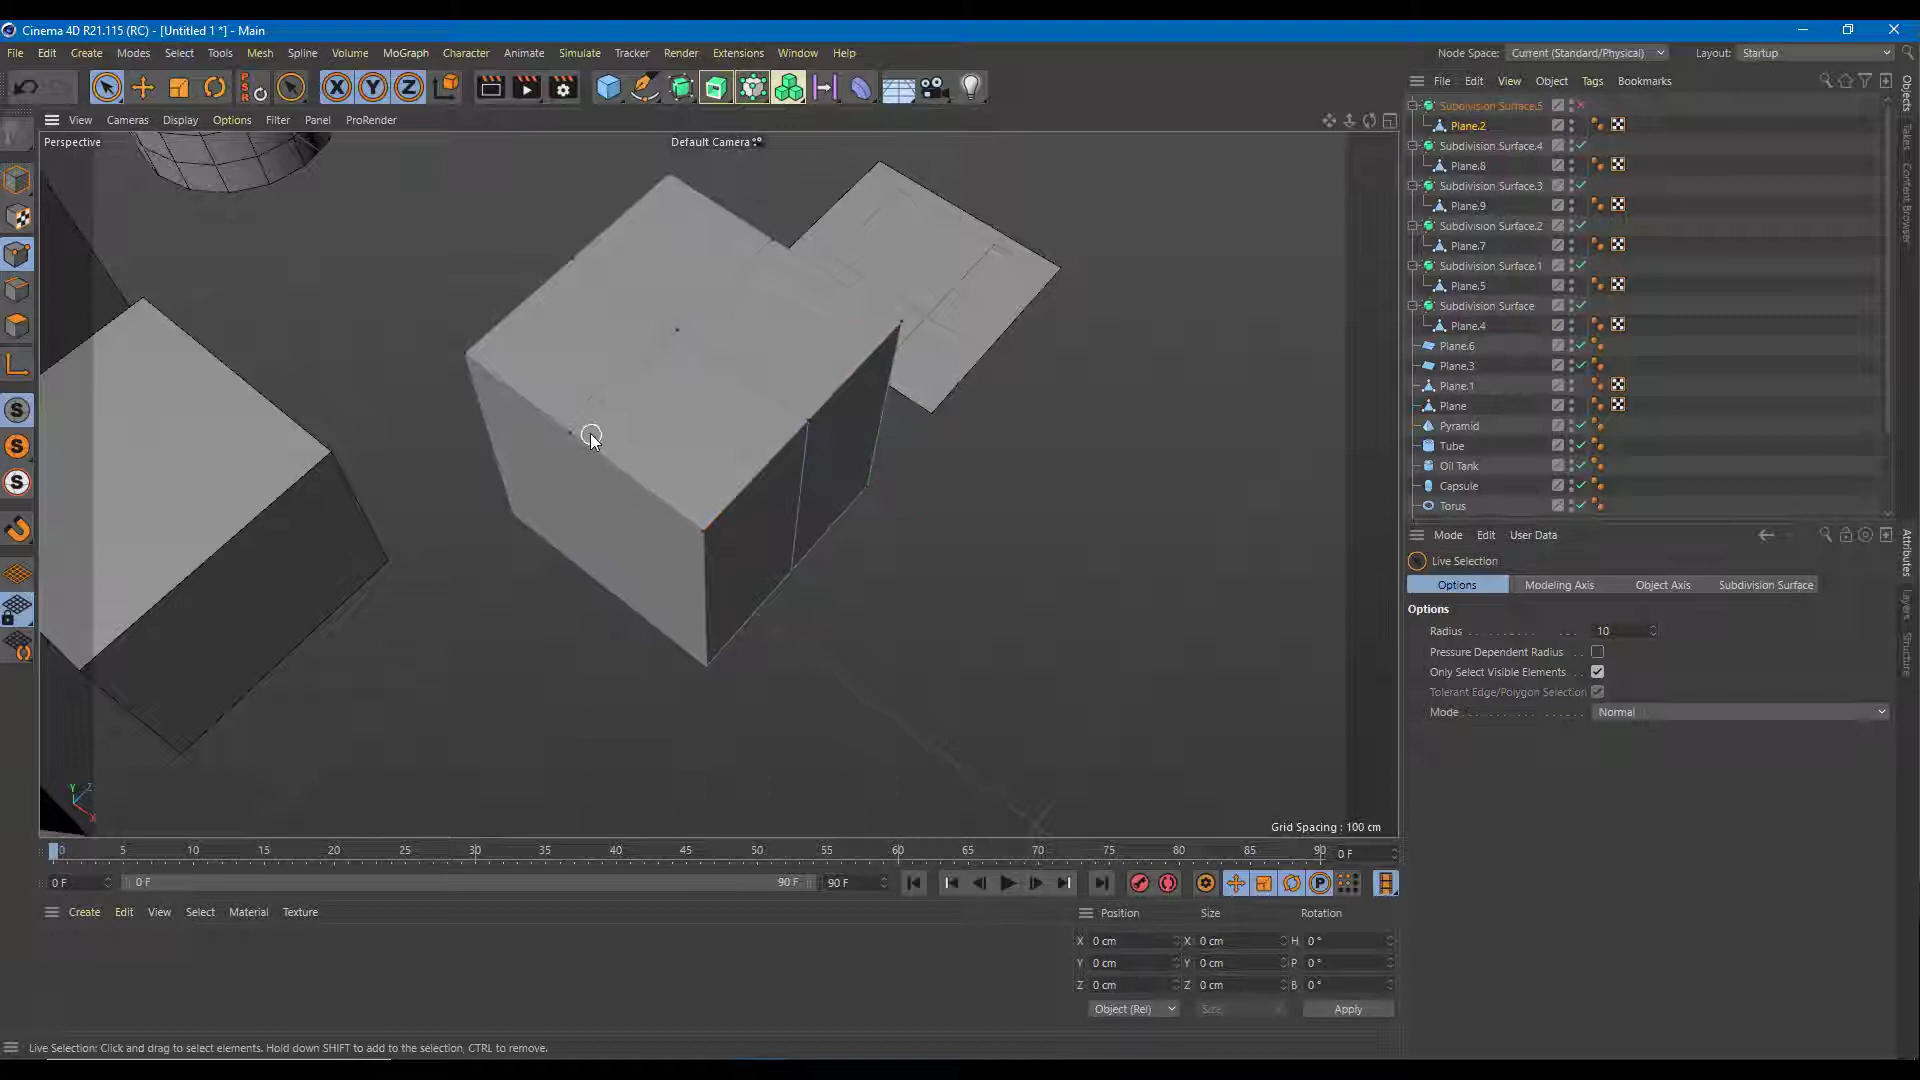 Cinema 4D R21.115 (RC) - [Untitled 1 *] - Main
File Edit Create Modes Select Tools Mesh Spline Volume MoGraph Character Animate Simulate Tracker Render Extensions Window Help
Node Space: Current (Standard/Physical) Layout: Startup
File Edit View Object Tags Bookmarks
View Cameras Display Options Filter Panel ProRender
Perspective
Default Camera
Subdivision Surface.5
Plane.2
Subdivision Surface.4
Plane.8
Subdivision Surface.3
Plane.9
Subdivision Surface.2
Plane.7
Subdivision Surface.1
Plane.5
Subdivision Surface
Plane.4
Plane.6
Plane.3
Plane.1
Plane
Pyramid
Tube
Oil Tank
Capsule
Torus
Objects
Takes
Content Browser
Mode Edit User Data
Live Selection
Options Modeling Axis Object Axis Subdivision Surface
Options
Radius 10
Pressure Dependent Radius
Only Select Visible Elements
Tolerant Edge/Polygon Selection
Mode Normal
Attributes
Layers
Structure
Y Z
X
Grid Spacing : 100 cm
0 5 10 15 20 25 30 35 40 45 50 55 60 65 70 75 80 85 90 0 F
0 F 0 F 90 F 90 F
Create Edit View Select Material Texture
Position Size Rotation
X 0 cm X 0 cm H 0 °
Y 0 cm Y 0 cm P 0 °
Z 0 cm Z 0 cm B 0 °
Object (Rel) Size Apply
Live Selection: Click and drag to select elements. Hold down SHIFT to add to the selection, CTRL to remove.